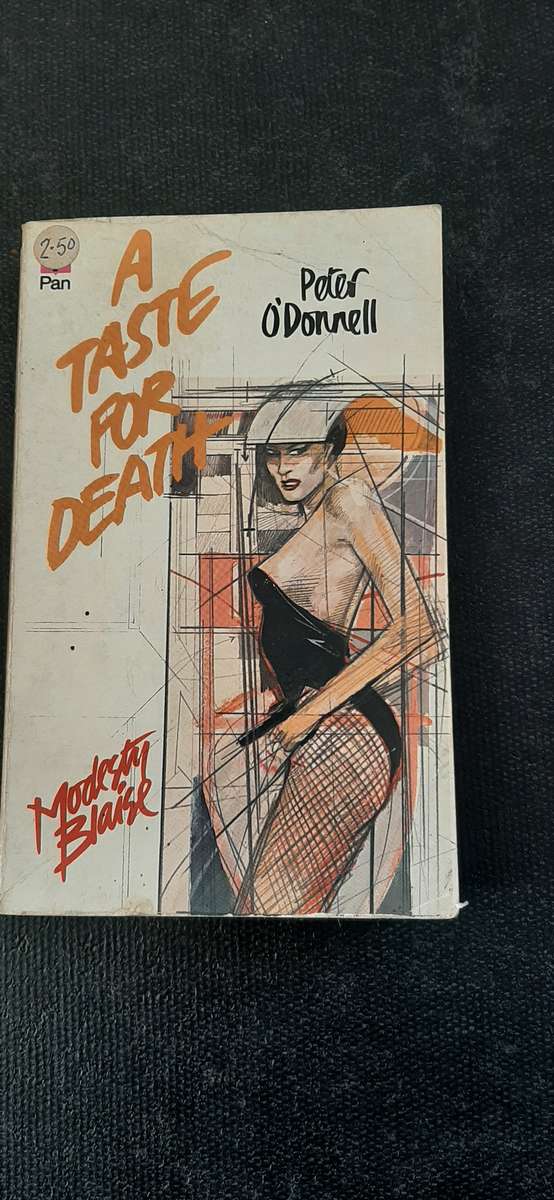 2·50
Pan
A
TASTE
FOR
DEATH
Peter
O'Donnell
Modesty
Blaise